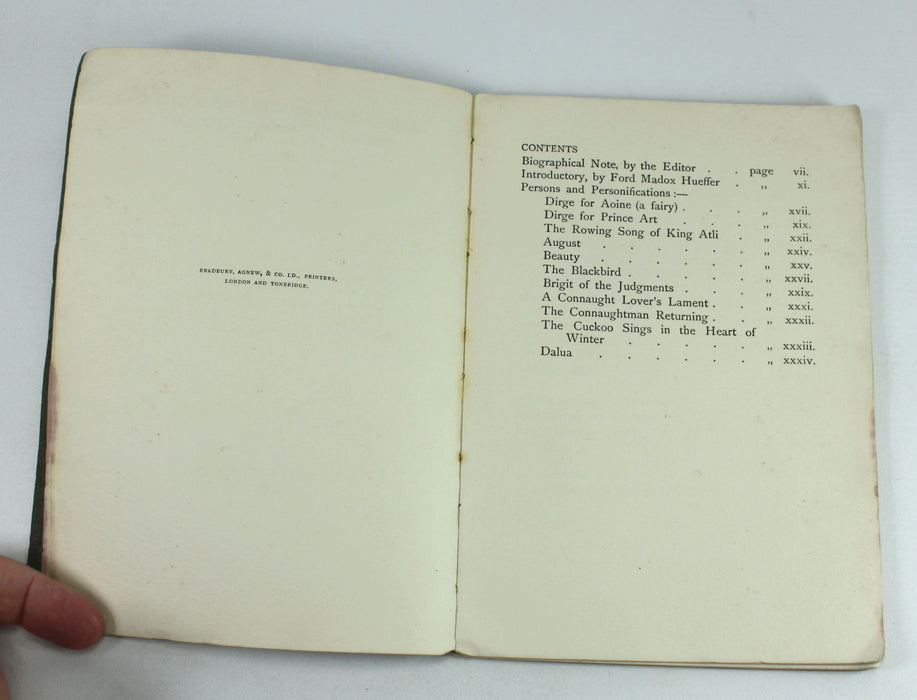 BRADBURY, AGNEW, & CO. LD., PRINTERS,
LONDON AND TONBRIDGE.
CONTENTS
Biographical Note, by the Editor . . page vii.
Introductory, by Ford Madox Hueffer . „ xi.
Persons and Personifications :—
Dirge for Aoine (a fairy) . . . „ xvii.
Dirge for Prince Art . . . „ xix.
The Rowing Song of King Atli . „ xxii.
August . . . . . . „ xxiv.
Beauty . . . . . . „ xxv.
The Blackbird . . . . . „ xxvii.
Brigit of the Judgments . . . „ xxix.
A Connaught Lover's Lament . . „ xxxi.
The Connaughtman Returning . . „ xxxii.
The Cuckoo Sings in the Heart of
Winter . . . . . „ xxxiii.
Dalua . . . . . . „ xxxiv.